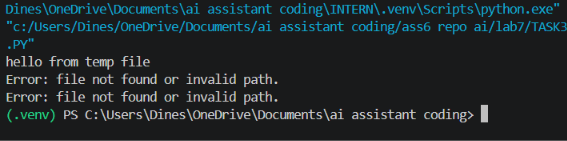 Dines\OneDrive\Documents\ai assistant coding\INTERN\.venv\Scripts\python.exe"
"c:/Users/Dines/OneDrive/Documents/ai assistant coding/ass6 repo ai/lab7/TASK3
.PY"
hello from temp file
Error: file not found or invalid path.
Error: file not found or invalid path.
(.venv) PS C:\Users\Dines\OneDrive\Documents\ai assistant coding>